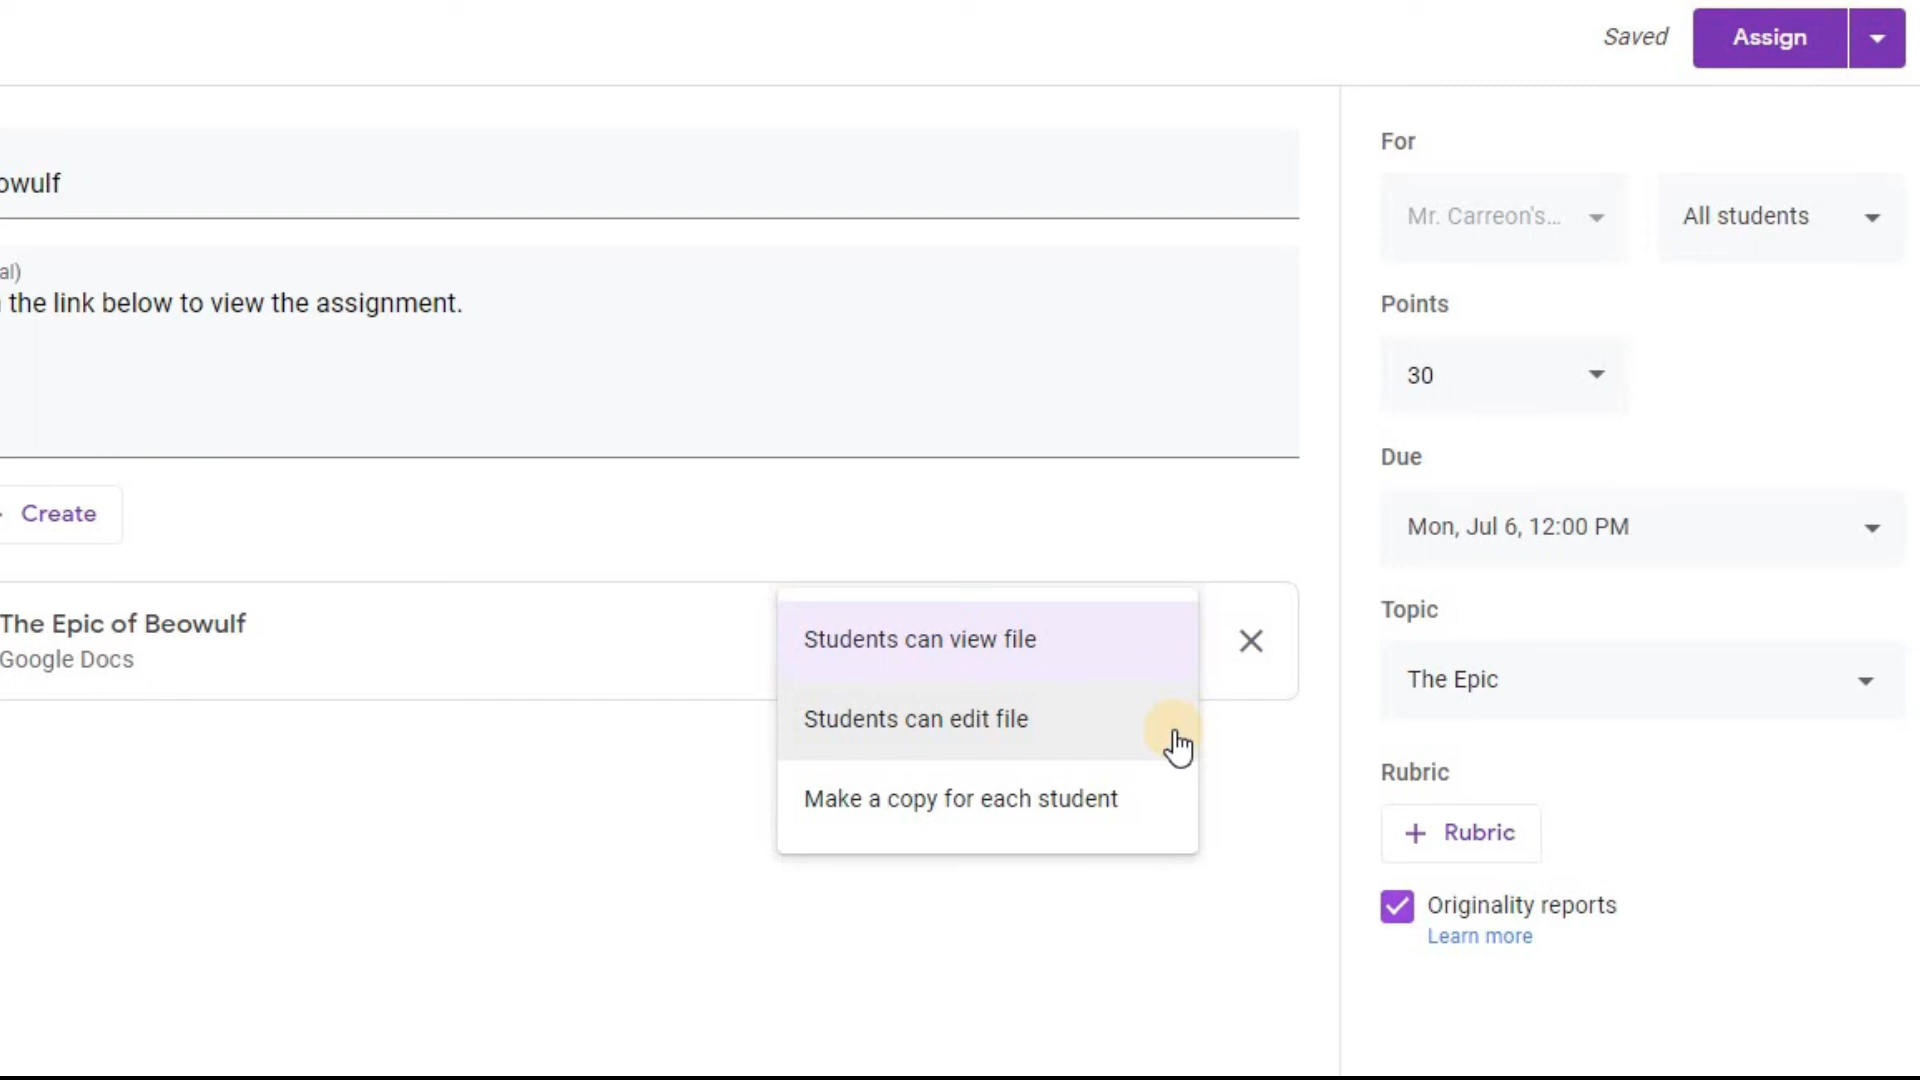 Saved
Assign
owulf
al)
the link below to view the assignment.
Create
The Epic of Beowulf
Google Docs
Students can view file
Students can edit file
Make a copy for each student
For
Mr. Carreon's...
All students
Points
30
Due
Mon, Jul 6, 12:00 PM
Topic
The Epic
Rubric
+ Rubric
Originality reports
Learn more